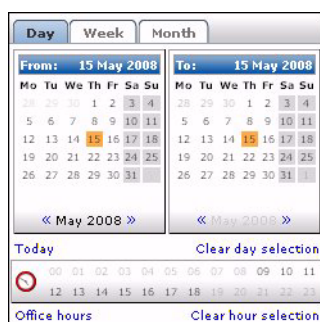 Day Week Month
From: 15 May 2008 To: 15 May 2008
Mo Tu We Th Fr Sa Su Mo Tu We Th Fr Sa Su
28 29 30 1 2 3 4 28 29 30 1 2 3 4
5 6 7 8 9 10 11 5 6 7 8 9 10 11
12 13 14 15 16 17 18 12 13 14 15 16 17 18
19 20 21 22 23 24 25 19 20 21 22 23 24 25
26 27 28 29 30 31 26 27 28 29 30 31 1
« May 2008 » « May 2008 »
Today Clear day selection
00 01 02 03 04 05 06 07 08 09 10 11
12 13 14 15 16 17 18 19 20 21 22 23
Office hours Clear hour selection